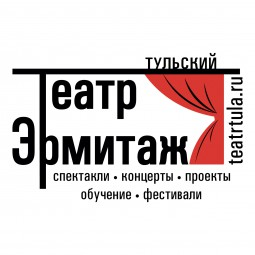 ТУЛЬСКИЙ
Театр
Эрмитаж
спектакли • концерты • проекты
обучение • фестивали
teatrtula.ru